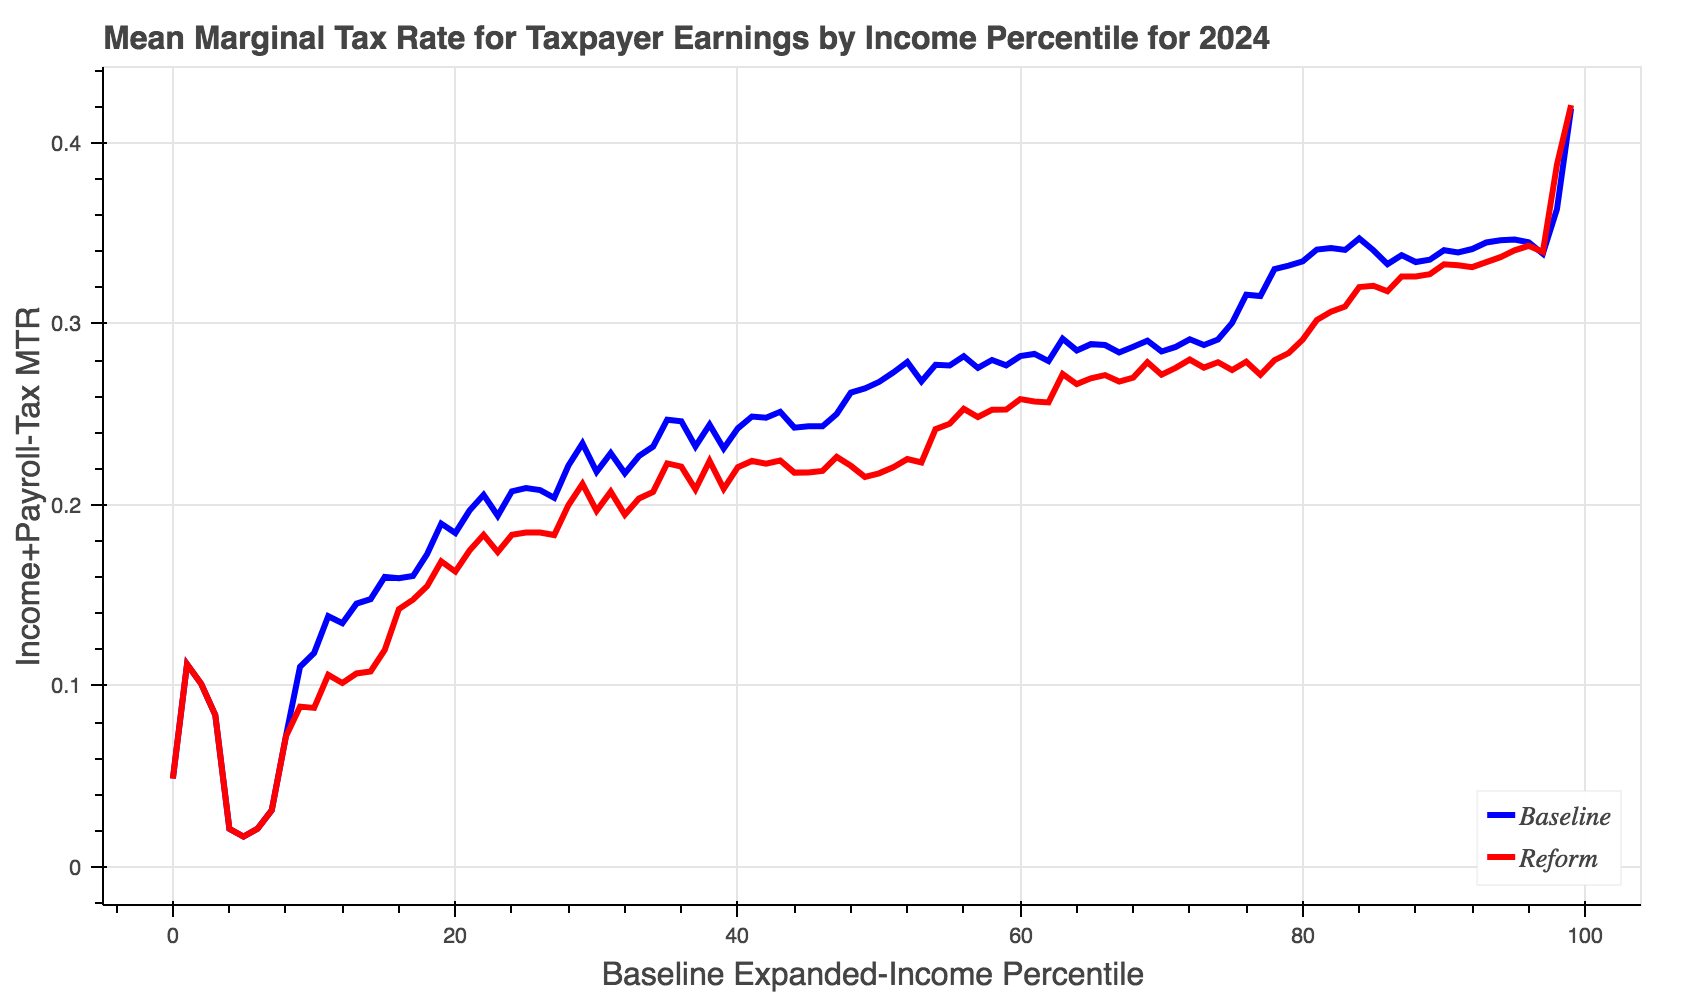 Mean Marginal Tax Rate for Taxpayer Earnings by Income Percentile for 2024
Income+Payroll-Tax MTR
0.4
0.3
0.2
0.1
0
Baseline
Reform
0 20 40 60 80 100
Baseline Expanded-Income Percentile